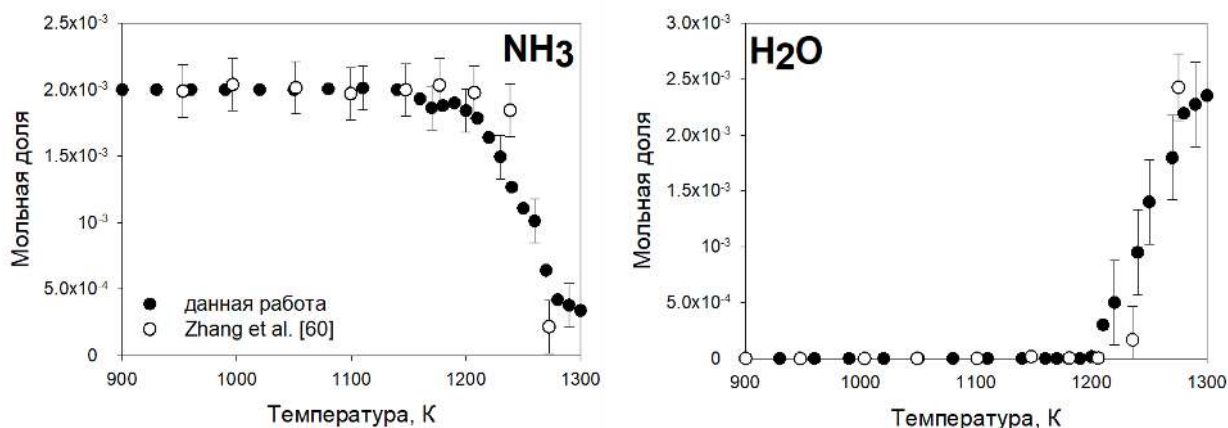 NH3
Мольная доля
2.5x10-3
2.0x10-3
1.5x10-3
10-3
5.0x10-4
0
данная работа
Zhang et al. [60]
900 1000 1100 1200 1300
Температура, К
H2O
Мольная доля
3.0x10-3
2.5x10-3
2.0x10-3
1.5x10-3
10-3
5.0x10-4
0
900 1000 1100 1200 1300
Температура, К